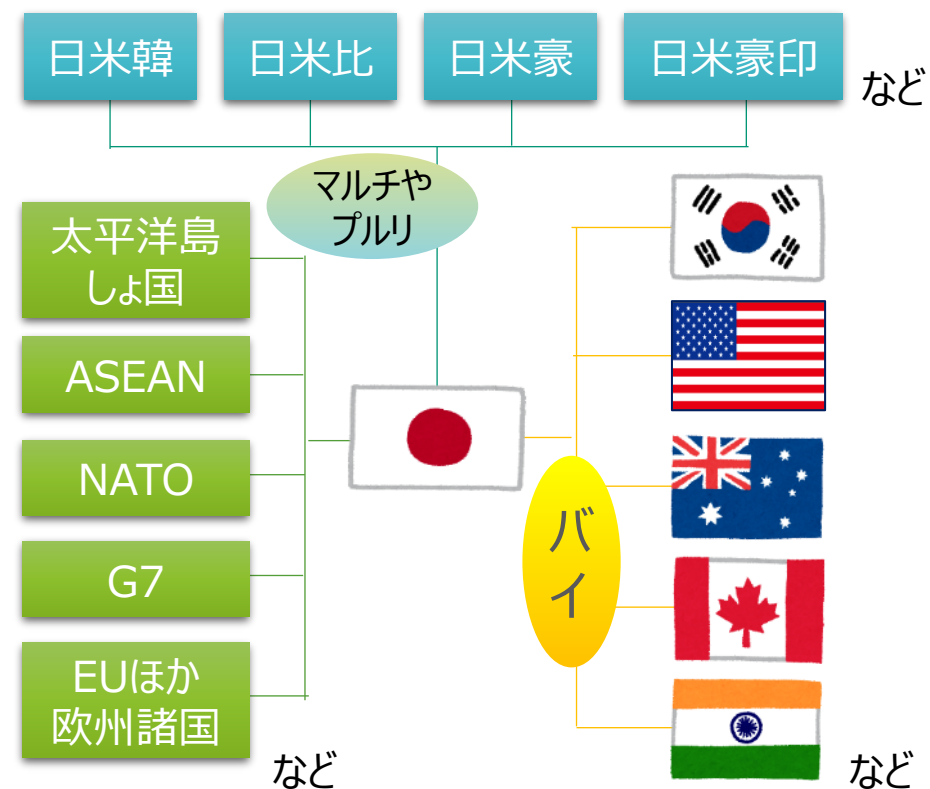 日米韓
日米比
日米豪
日米豪印
など
マルチや
プルリ
太平洋島
しょ国
ASEAN
NATO
G7
EUほか
欧州諸国
など
バ
イ
など